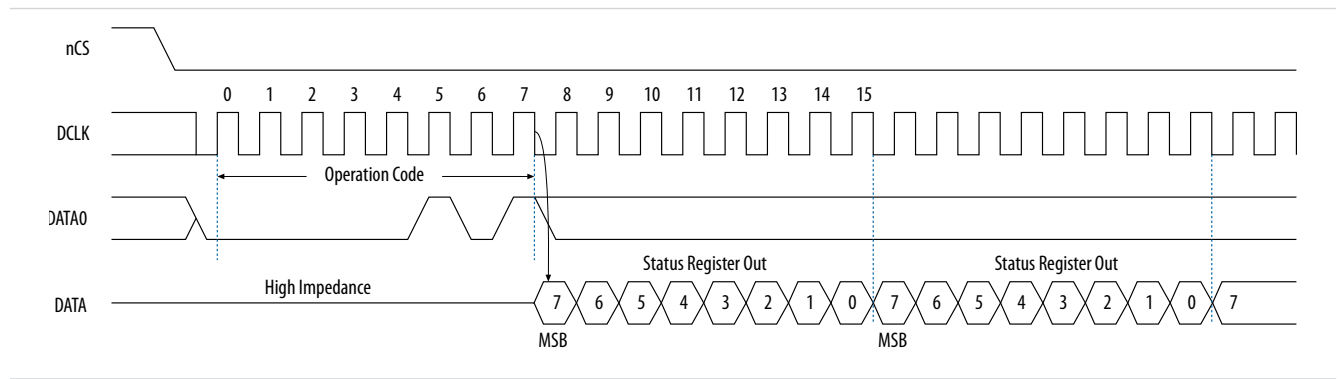 nCS
0 1 2 3 4 5 6 7 8 9 10 11 12 13 14 15
DCLK
Operation Code
DATA0
Status Register Out Status Register Out
High Impedance
DATA
7 6 5 4 3 2 1 0 7 6 5 4 3 2 1 0 7
MSB MSB